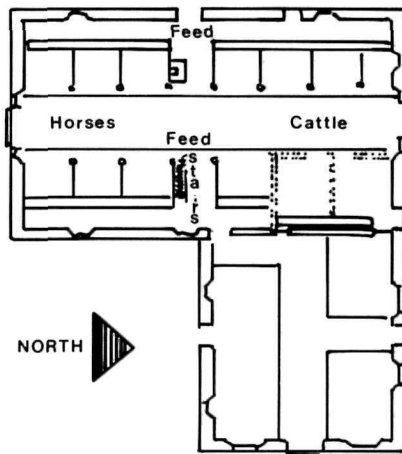 Feed
Horses
Feed
Cattle
stairs
NORTH